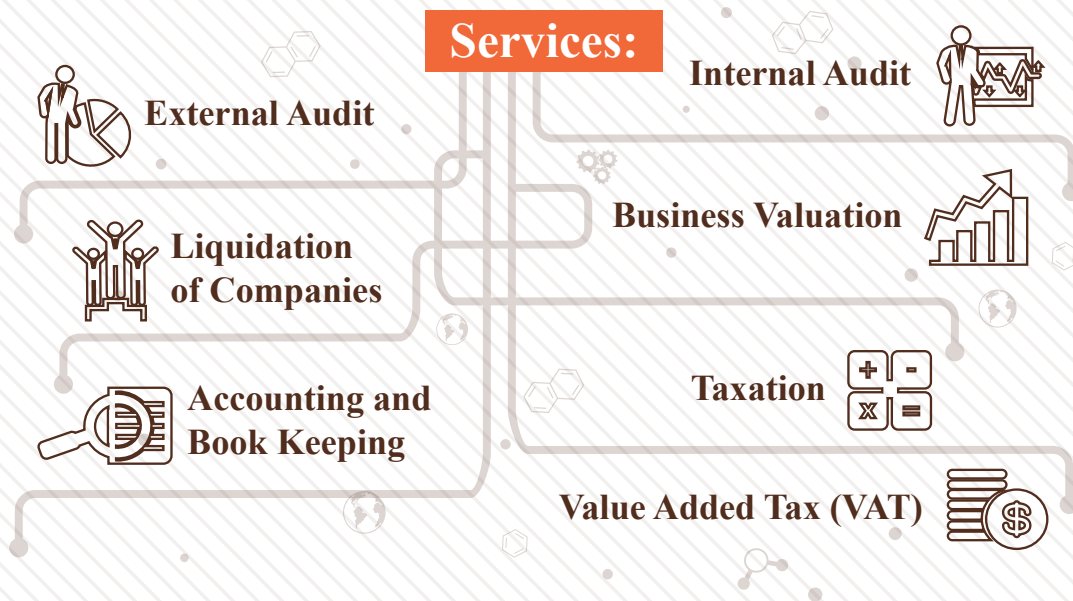 Services:
External Audit
Internal Audit
Liquidation
of Companies
Business Valuation
Accounting and
Book Keeping
Taxation
+ -
x =
Value Added Tax (VAT)
$